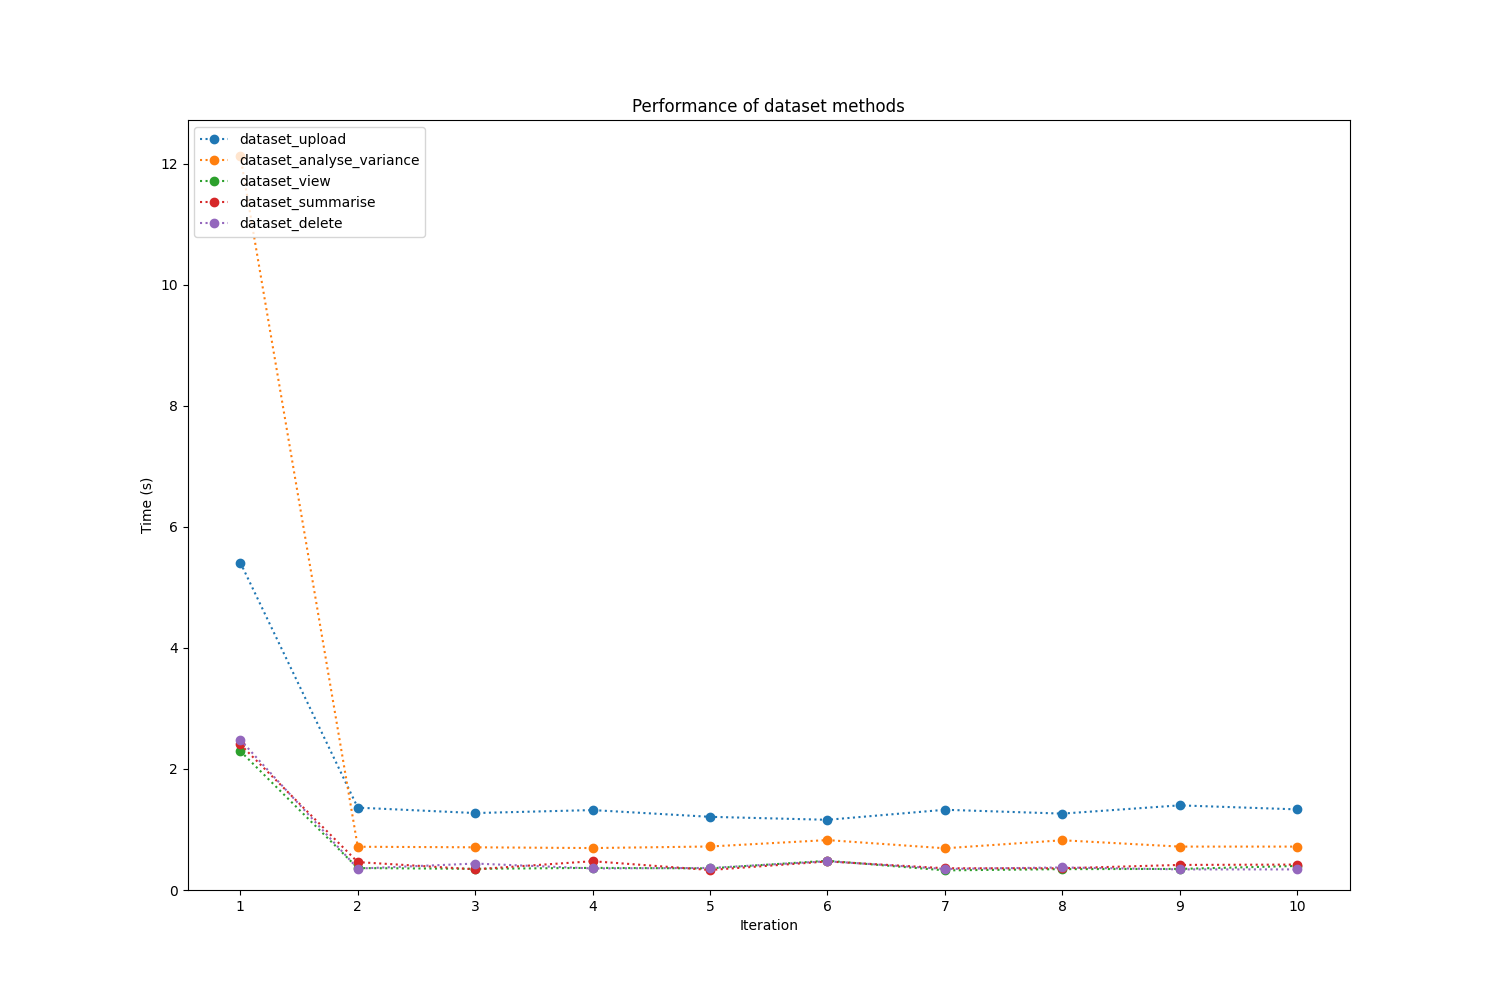 Performance of dataset methods
dataset_upload
dataset_analyse_variance
dataset_view
dataset_summarise
dataset_delete
12
10
8
6
4
2
0
Time (s)
1 2 3 4 5 6 7 8 9 10
Iteration